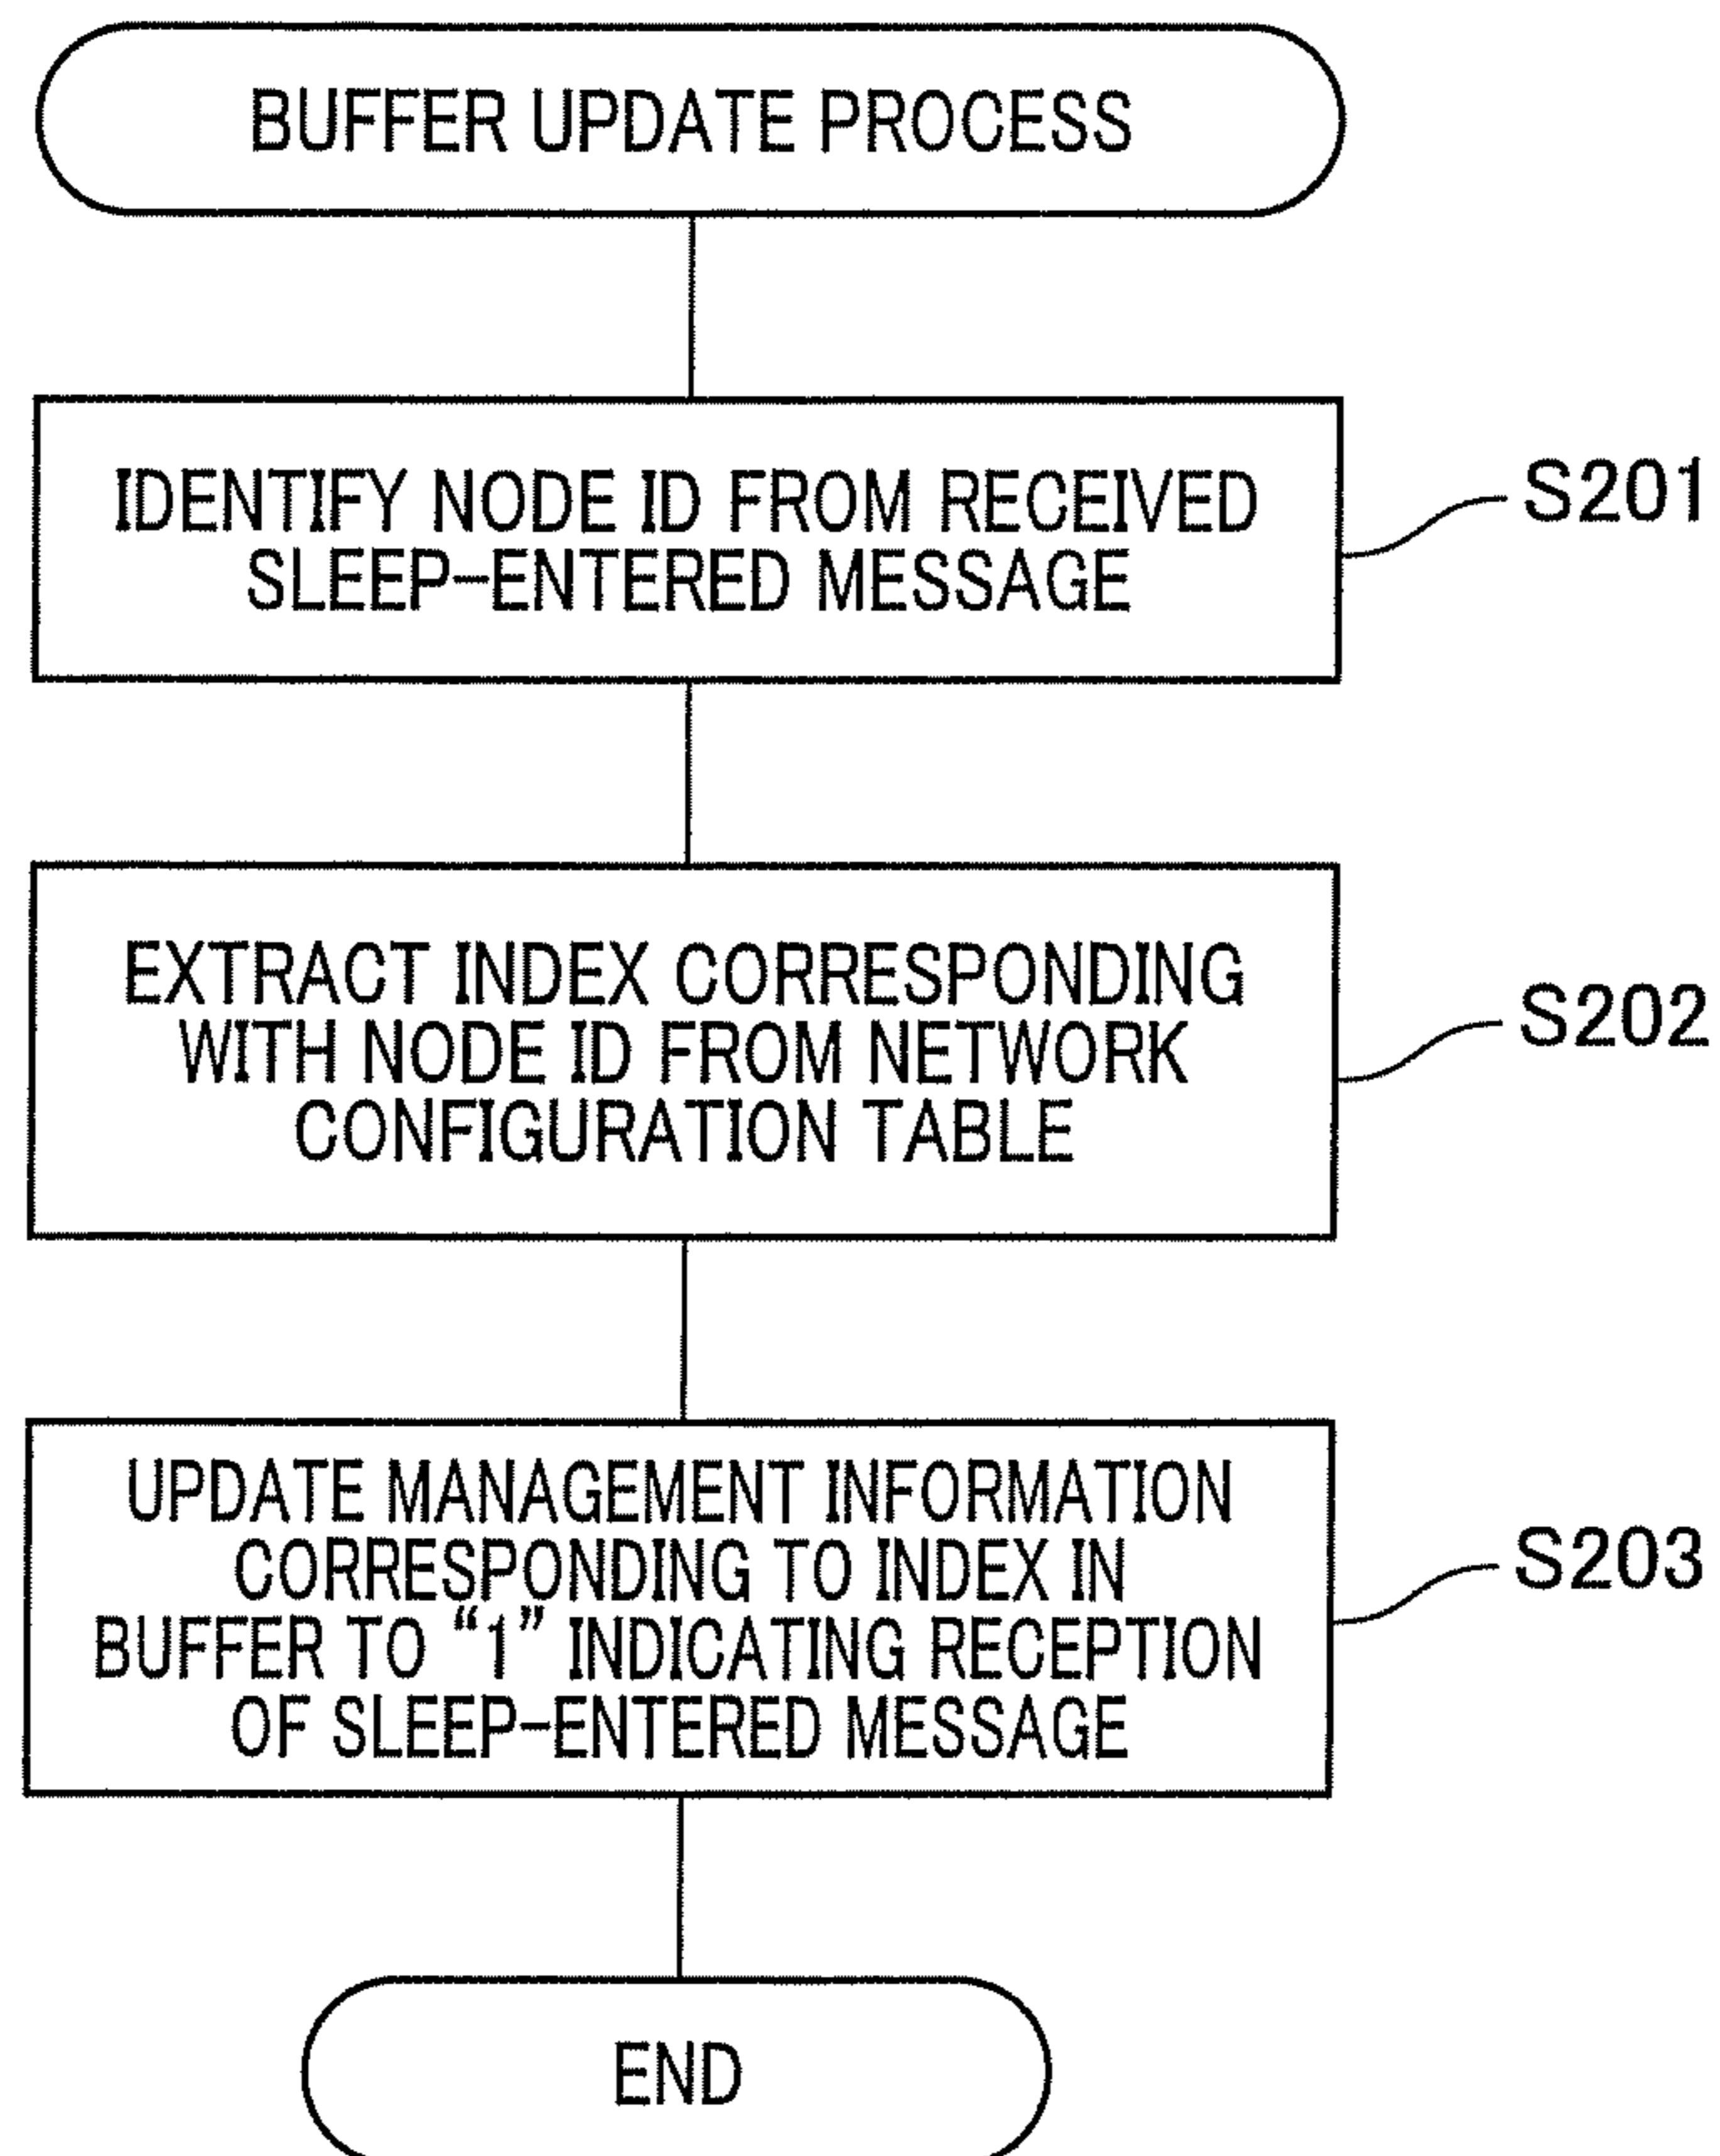 BUFFER UPDATE PROCESS
IDENTIFY NODE ID FROM RECEIVED
SLEEP-ENTERED MESSAGE
S201
EXTRACT INDEX CORRESPONDING
WITH NODE ID FROM NETWORK
CONFIGURATION TABLE
S202
UPDATE MANAGEMENT INFORMATION
CORRESPONDING TO INDEX IN
BUFFER TO “1” INDICATING RECEPTION
OF SLEEP-ENTERED MESSAGE
S203
END